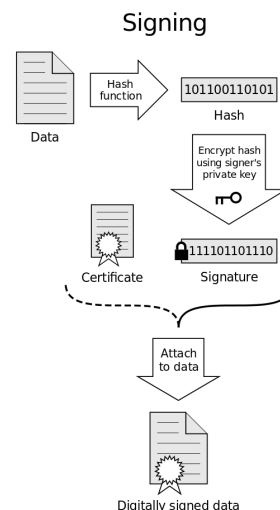 Signing
Hash
function
101100110101
Data
Hash
Encrypt hash
using signer's
private key
111101101110
Certificate
Signature
Attach
to data
Digitally signed data